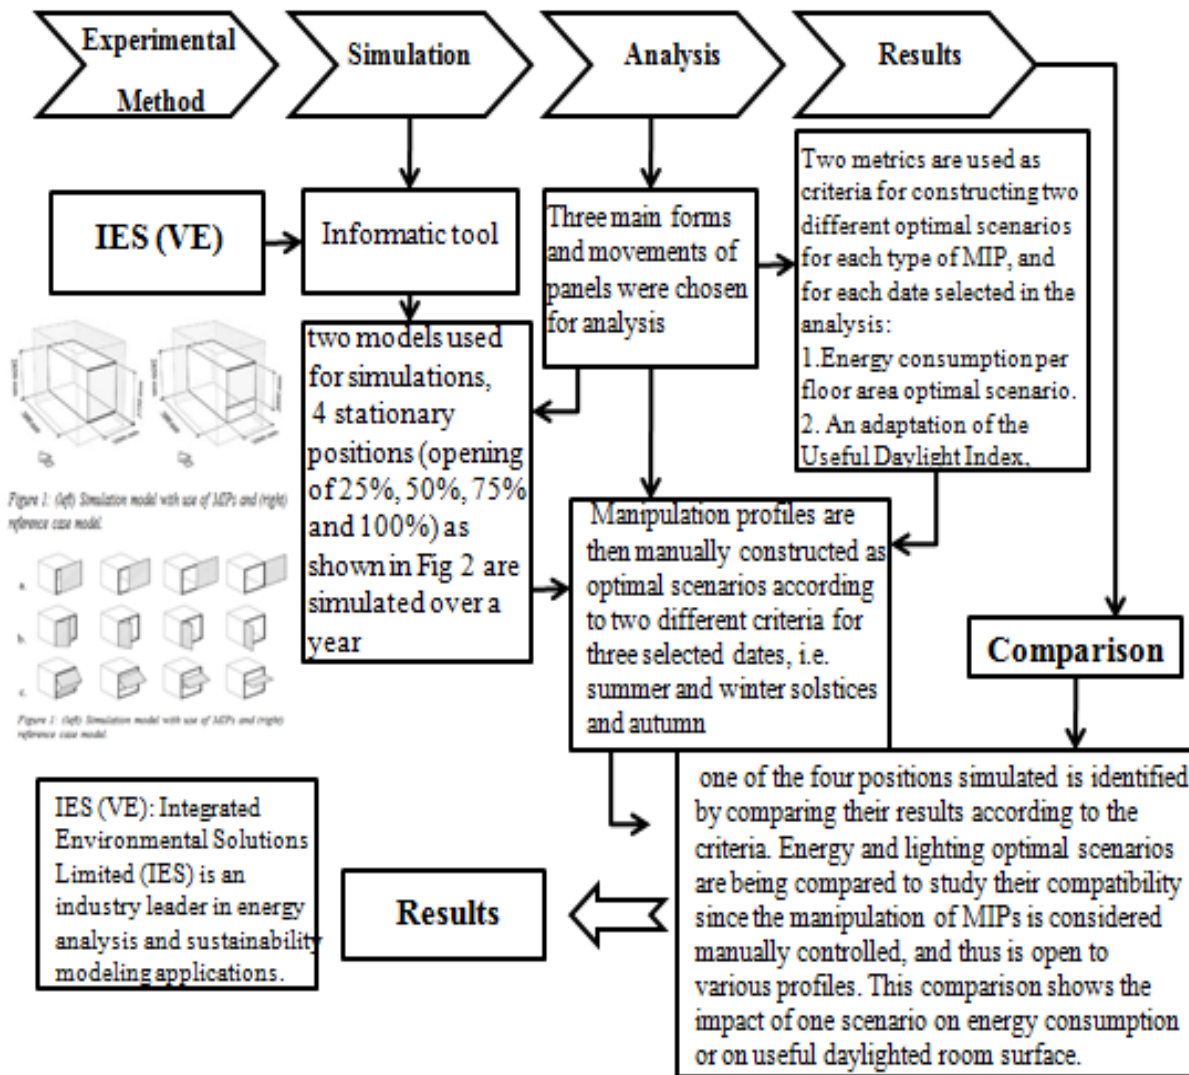 Experimental
Method
Simulation
Analysis
Results
IES (VE)
Informatic tool
Three main forms
and movements of
panels were chosen
for analysis
Two metrics are used as
criteria for constructing two
different optimal scenarios
for each type of MIP, and
for each date selected in the
analysis:
1.Energy consumption per
floor area optimal scenario.
2. An adaptation of the
Useful Daylight Index,
two models used
for simulations,
4 stationary
positions (opening
of 25%, 50%, 75%
and 100%) as
shown in Fig 2 are
simulated over a
year
Figure 1: (left) Simulation model with use of MIPs and (right)
reference case model.
a.
b.
c.
Figure 1: (left) Simulation model with use of MIPs and (right)
reference case model.
Manipulation profiles are
then manually constructed as
optimal scenarios according
to two different criteria for
three selected dates, i.e.
summer and winter solstices
and autumn
Comparison
IES (VE): Integrated
Environmental Solutions
Limited (IES) is an
industry leader in energy
analysis and sustainability
modeling applications.
Results
one of the four positions simulated is identified
by comparing their results according to the
criteria. Energy and lighting optimal scenarios
are being compared to study their compatibility
since the manipulation of MIPs is considered
manually controlled, and thus is open to
various profiles. This comparison shows the
impact of one scenario on energy consumption
or on useful daylighted room surface.